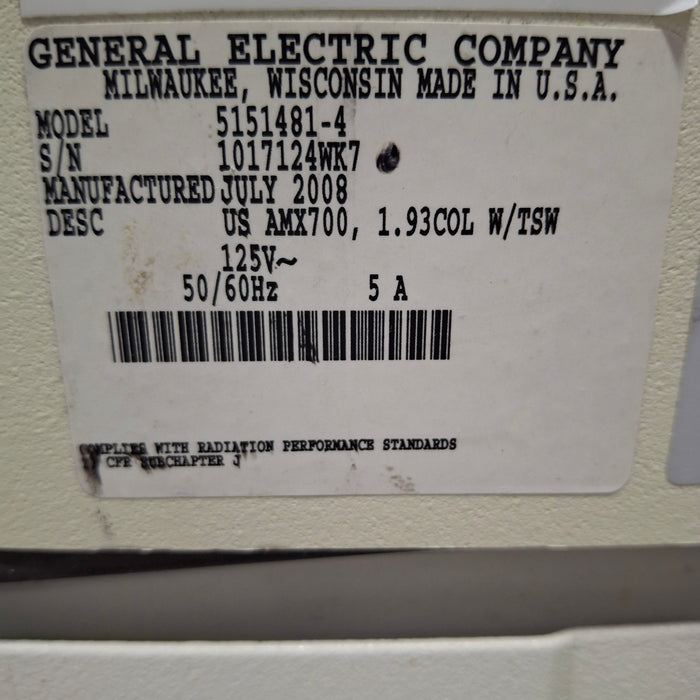 GENERAL ELECTRIC COMPANY
MILWAUKEE, WISCONSIN MADE IN U.S.A.
MODEL 5151481-4
S/N 1017124WK7
MANUFACTURED JULY 2008
DESC US AMX700, 1.93COL W/TSW
125V~
50/60Hz 5 A
COMPLIES WITH RADIATION PERFORMANCE STANDARDS
CFR SUBCHAPTER J